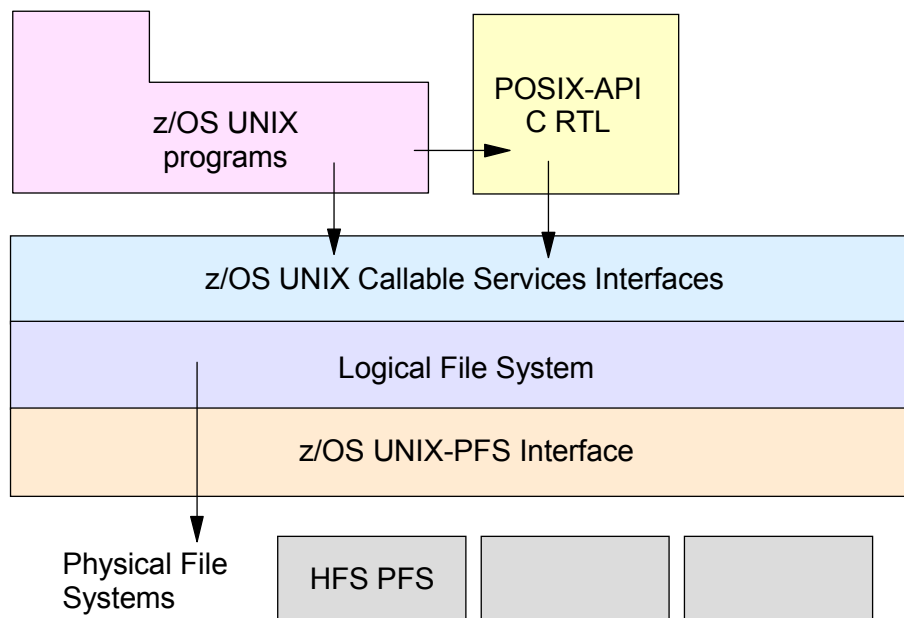 z/OS UNIX
programs
POSIX-API
C RTL
z/OS UNIX Callable Services Interfaces
Logical File System
z/OS UNIX-PFS Interface
Physical File
Systems
HFS PFS